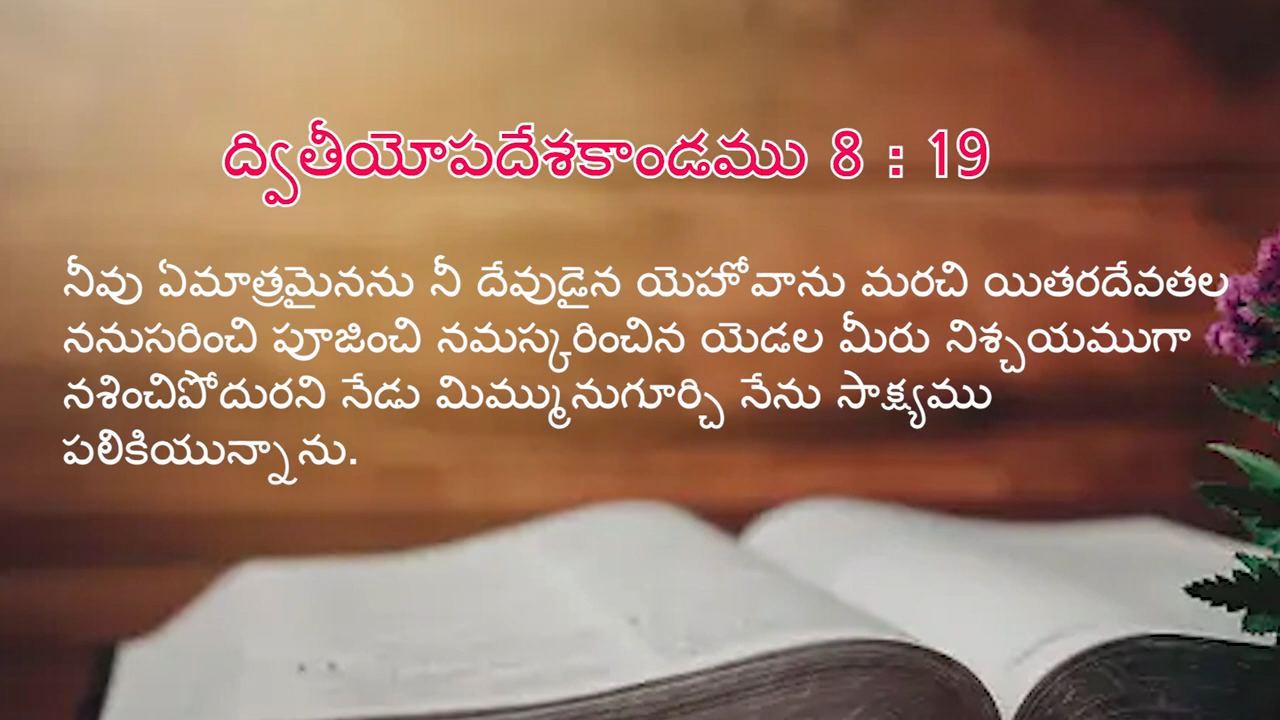 ద్వితీయోపదేశకాండము 8 : 19
నీవు ఏమాత్రమైనను నీ దేవుడైన యెహోవాను మరచి యితరదేవతల
ననుసరించి పూజించి నమస్కరించిన యెడల మీరు నిశ్చయముగా
నశించిపోదురని నేడు మిమ్మునుగూర్చి నేను సాక్ష్యము
పలికియున్నాను.